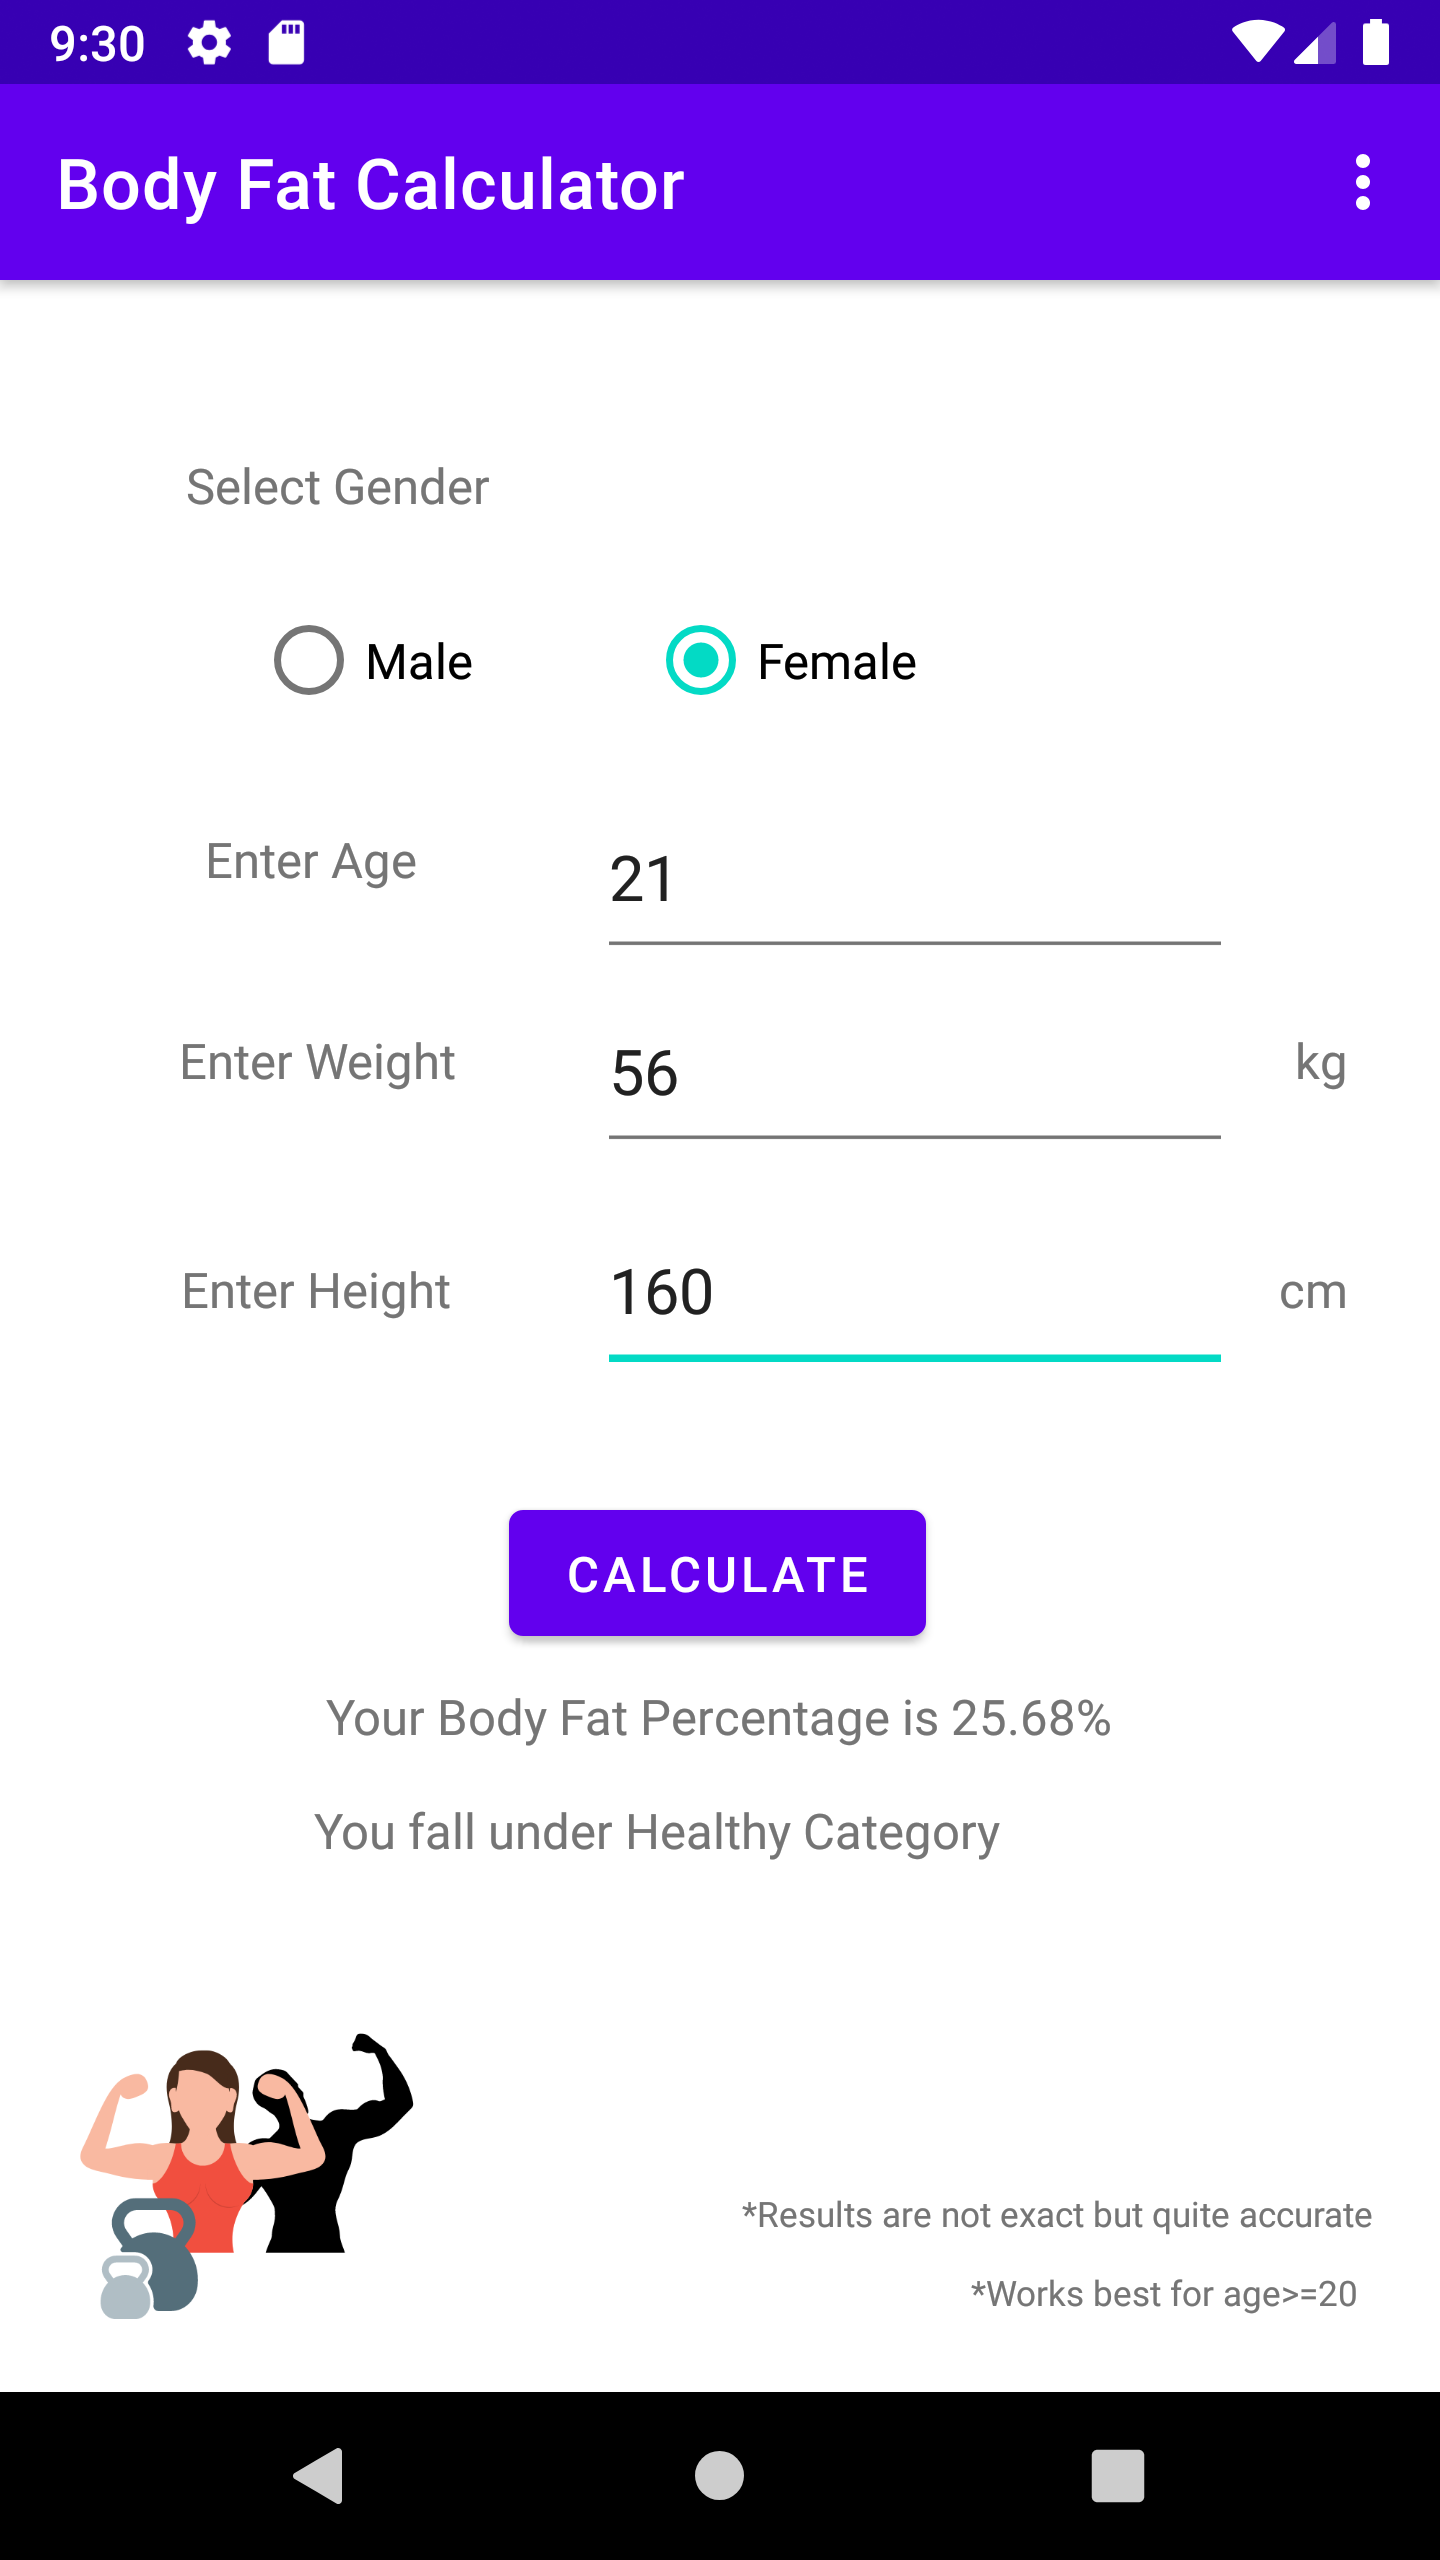 9:30
Body Fat Calculator
Select Gender
Male Female
Enter Age 21
Enter Weight 56 kg
Enter Height 160 cm
CALCULATE
Your Body Fat Percentage is 25.68%
You fall under Healthy Category
*Results are not exact but quite accurate
*Works best for age>=20